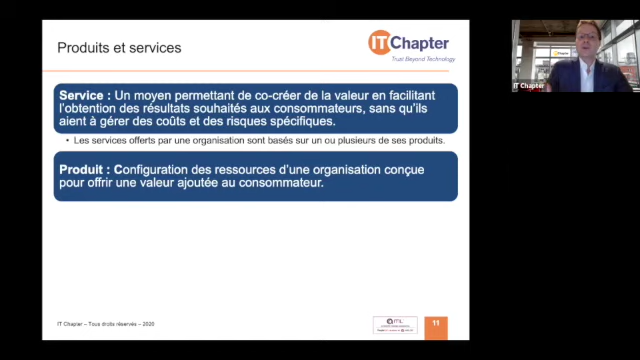 Produits et services
ITChapter
Trust Beyond Technology
Service : Un moyen permettant de co-créer de la valeur en facilitant
l'obtention des résultats souhaités aux consommateurs, sans qu'ils
aient à gérer des coûts et des risques spécifiques.
• Les services offerts par une organisation sont basés sur un ou plusieurs de ses produits.
Produit : Configuration des ressources d'une organisation conçue
pour offrir une valeur ajoutée au consommateur.
IT Chapter – Tous droits réservés – 2020
11
IT Chapter